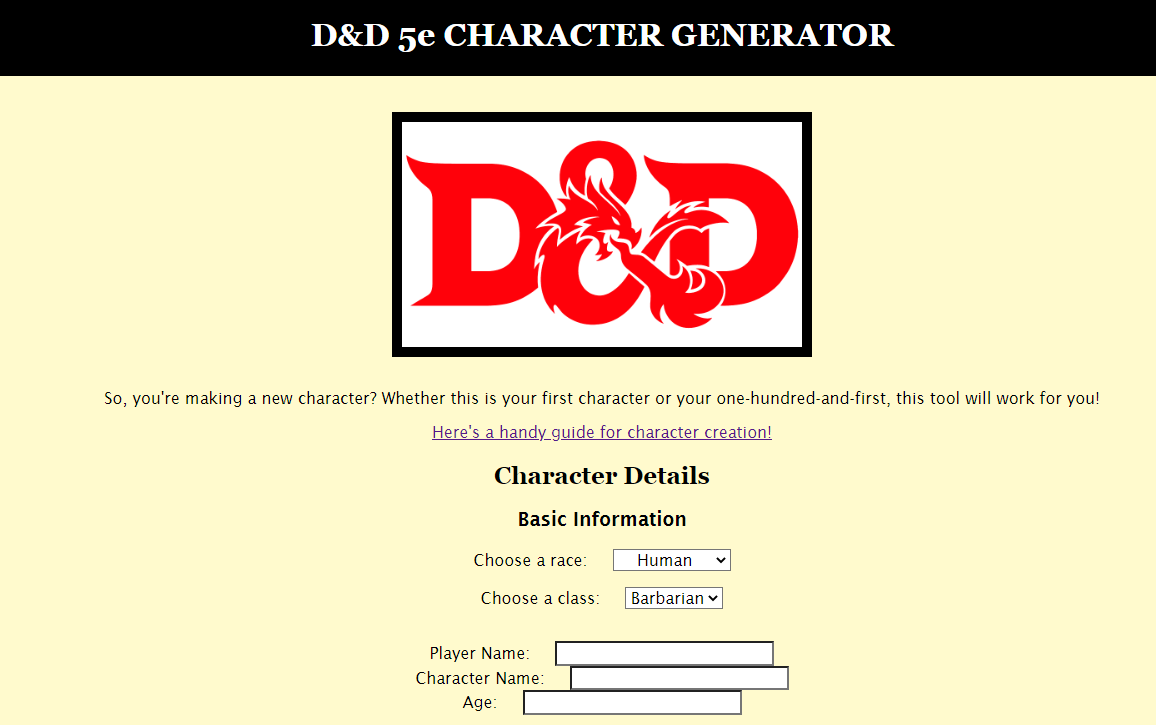 D&D 5e CHARACTER GENERATOR
D&D
So, you're making a new character? Whether this is your first character or your one-hundred-and-first, this tool will work for you!
Here's a handy guide for character creation!
Character Details
Basic Information
Choose a race: Human
Choose a class: Barbarian
Player Name:
Character Name:
Age: